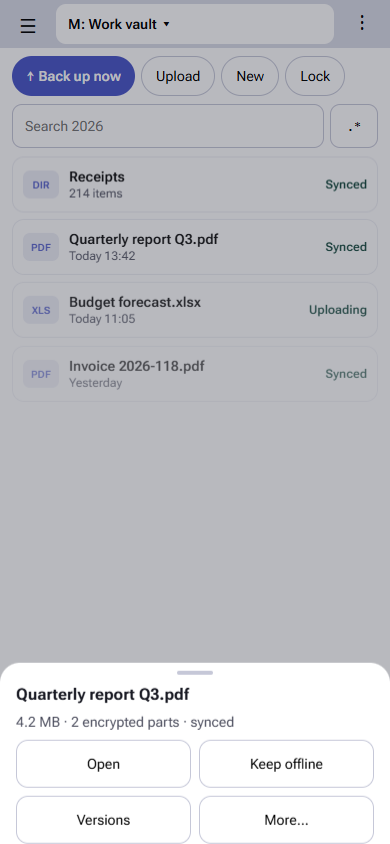 ☰ M: Work vault ▾ ⋮
↑ Back up now Upload New Lock
Search 2026 .*
DIR Receipts Synced
214 items
PDF Quarterly report Q3.pdf Synced
Today 13:42
XLS Budget forecast.xlsx Uploading
Today 11:05
PDF Invoice 2026-118.pdf Synced
Yesterday
Quarterly report Q3.pdf
4.2 MB · 2 encrypted parts · synced
Open Keep offline
Versions More...